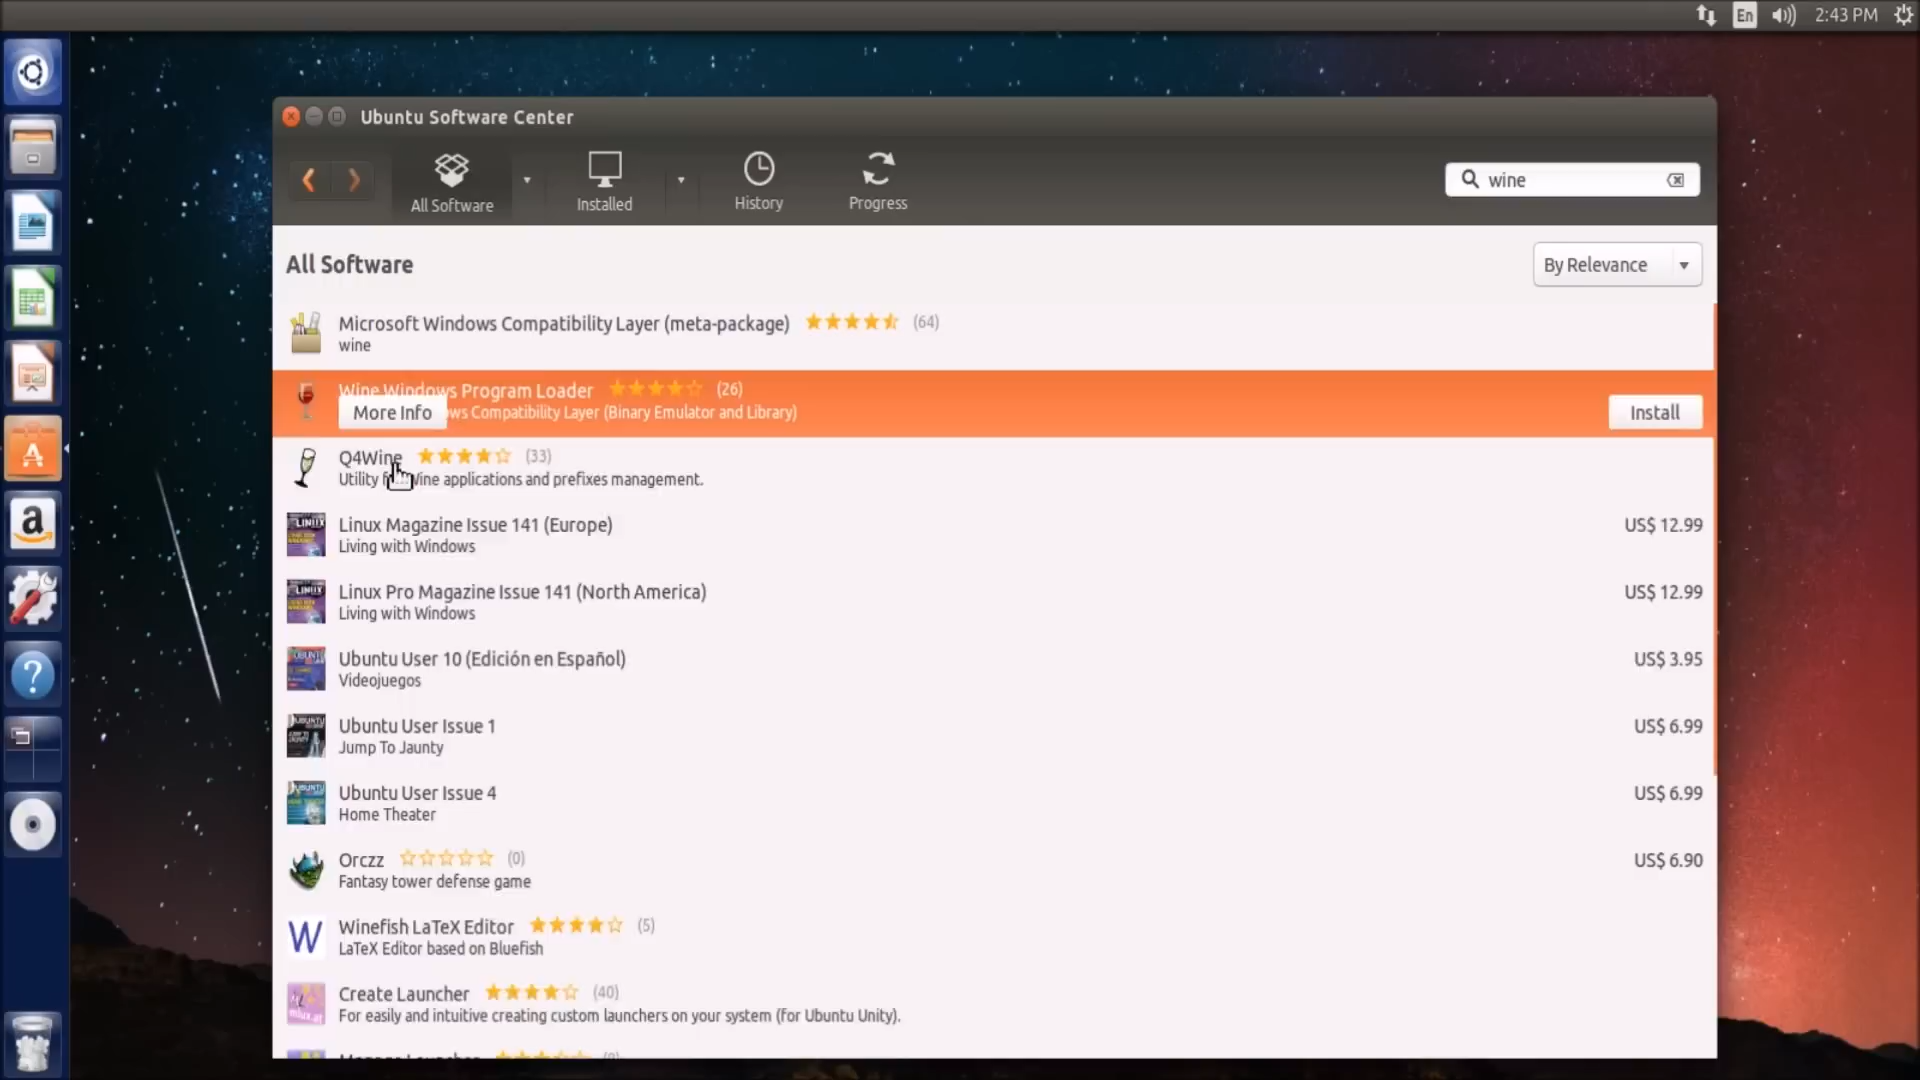 En
2:43 PM
Ubuntu Software Center
All Software
Installed
History
Progress
wine
All Software
By Relevance
Microsoft Windows Compatibility Layer (meta-package) (64)
wine
Wine Windows Program Loader (26)
More Info
ws Compatibility Layer (Binary Emulator and Library)
Install
Q4Wine (33)
Utility f Wine applications and prefixes management.
Linux Magazine Issue 141 (Europe)
US$ 12.99
Living with Windows
Linux Pro Magazine Issue 141 (North America)
US$ 12.99
Living with Windows
Ubuntu User 10 (Edición en Español)
US$ 3.95
Videojuegos
Ubuntu User Issue 1
US$ 6.99
Jump To Jaunty
Ubuntu User Issue 4
US$ 6.99
Home Theater
Orczz (0)
US$ 6.90
Fantasy tower defense game
Winefish LaTeX Editor (5)
LaTeX Editor based on Bluefish
Create Launcher (40)
For easily and intuitive creating custom launchers on your system (for Ubuntu Unity).